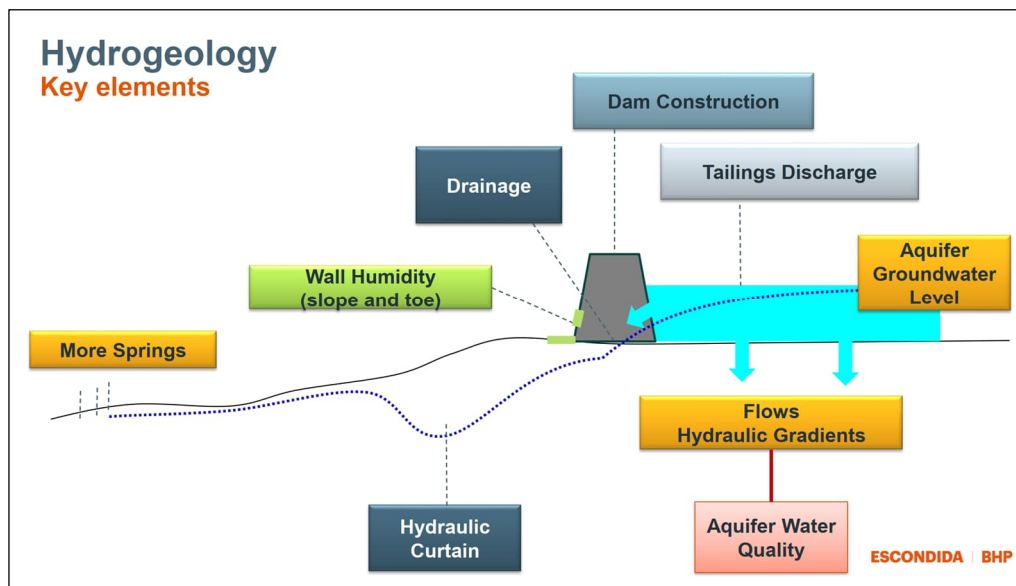 Hydrogeology
Key elements
Dam Construction
Drainage
Tailings Discharge
Aquifer
Groundwater
Level
Wall Humidity
(slope and toe)
More Springs
Flows
Hydraulic Gradients
Hydraulic
Curtain
Aquifer Water
Quality
ESCONDIDA | BHP